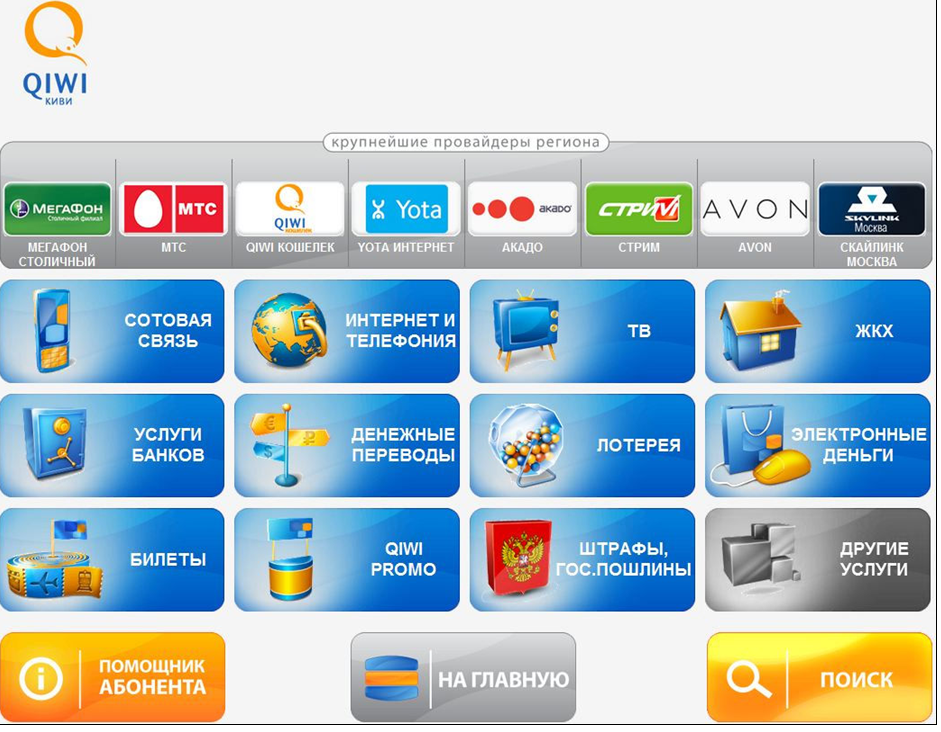 QIWI
КИВИ
крупнейшие провайдеры региона
МЕГАФОН
Столичный филиал
МТС
QIWI
КОШЕЛЕК
Yota
АКАДО
СТРИМ
AVON
SKYLINK
Москва
МЕГАФОН
СТОЛИЧНЫЙ
МТС
QIWI КОШЕЛЕК
YOTA ИНТЕРНЕТ
АКАДО
СТРИМ
AVON
СКАЙЛИНК
МОСКВА
СОТОВАЯ
СВЯЗЬ
ИНТЕРНЕТ И
ТЕЛЕФОНИЯ
ТВ
ЖКХ
УСЛУГИ
БАНКОВ
ДЕНЕЖНЫЕ
ПЕРЕВОДЫ
ЛОТЕРЕЯ
ЭЛЕКТРОННЫЕ
ДЕНЬГИ
БИЛЕТЫ
QIWI
PROMO
ШТРАФЫ,
ГОС.ПОШЛИНЫ
ДРУГИЕ
УСЛУГИ
ПОМОЩНИК
АБОНЕНТА
НА ГЛАВНУЮ
ПОИСК